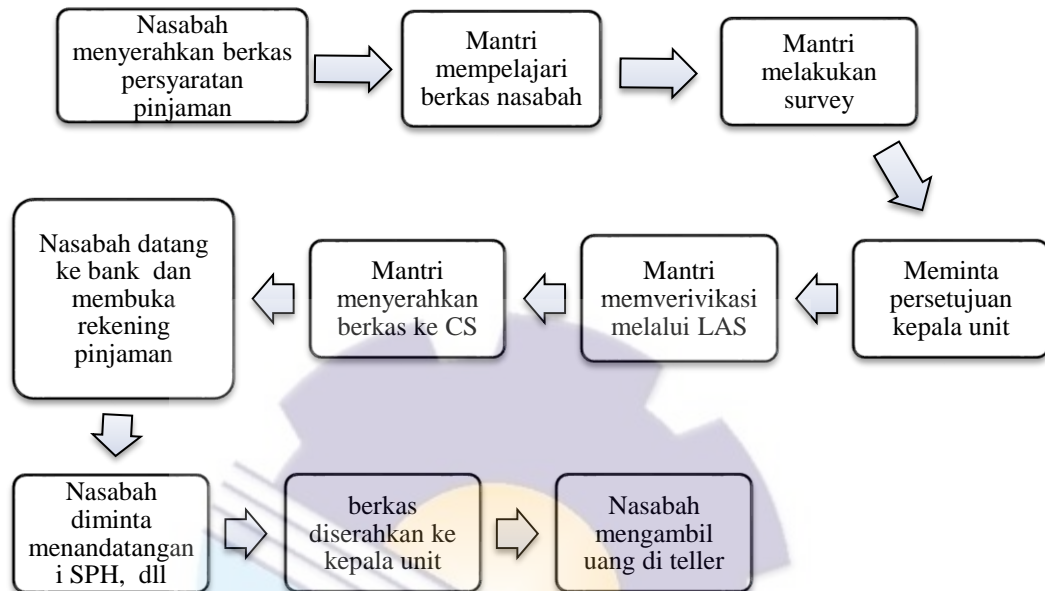 Nasabah
menyerahkan berkas
persyaratan
pinjaman
Mantri
mempelajari
berkas nasabah
Mantri
melakukan
survey
Meminta
persetujuan
kepala unit
Mantri
memverivikasi
melalui LAS
Mantri
menyerahkan
berkas ke CS
Nasabah datang
ke bank dan
membuka
rekening
pinjaman
Nasabah
diminta
menandatangan
i SPH, dll
berkas
diserahkan ke
kepala unit
Nasabah
mengambil
uang di teller